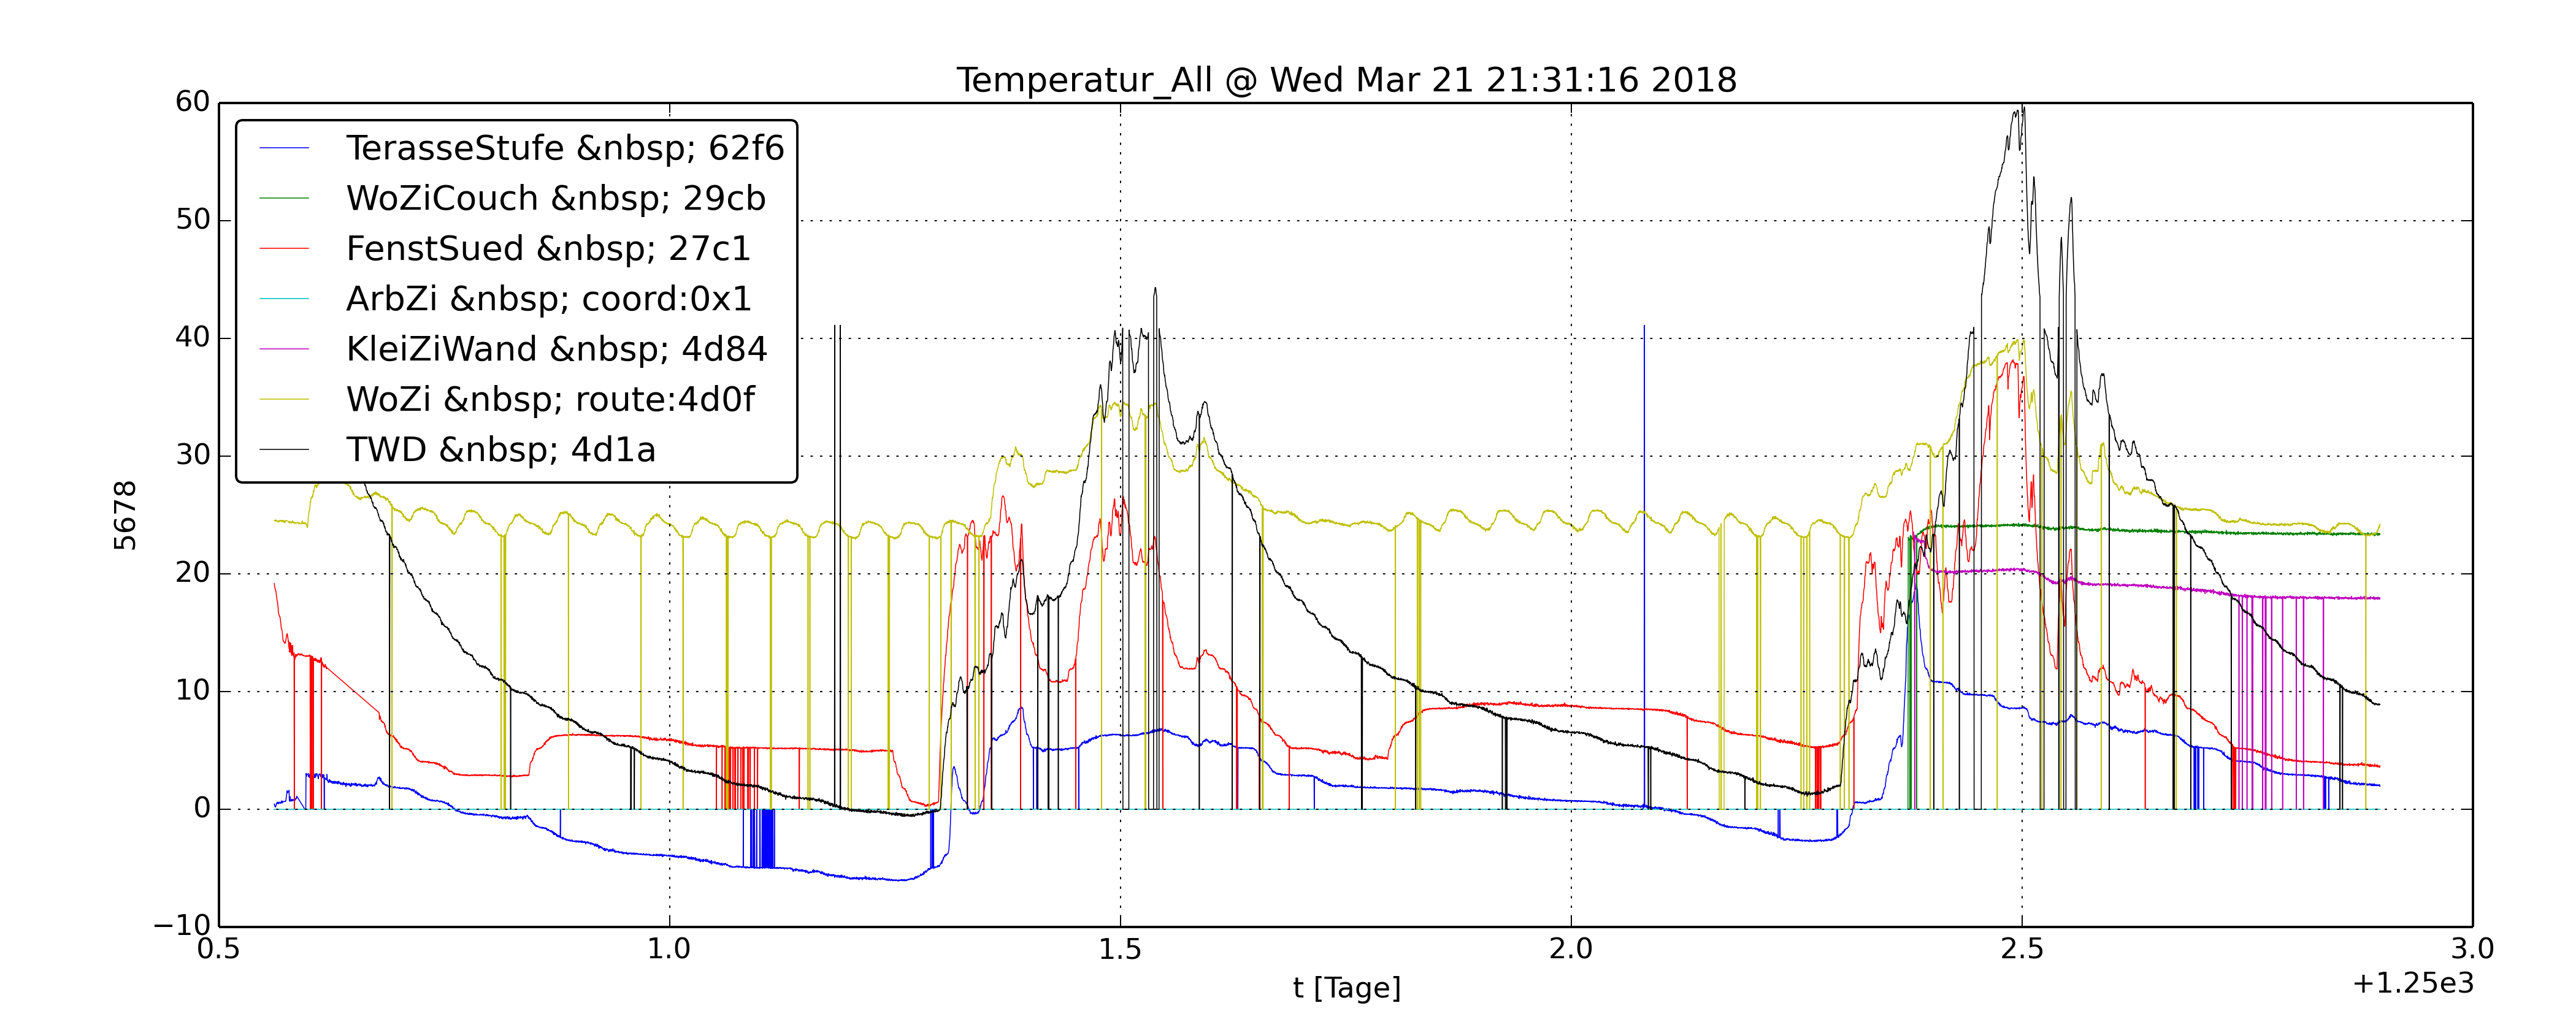 Temperatur_All @ Wed Mar 21 21:31:16 2018
60
50
40
30
20
10
0
−10
5678
TerasseStufe &nbsp; 62f6
WoZiCouch &nbsp; 29cb
FenstSued &nbsp; 27c1
ArbZi &nbsp; coord:0x1
KleiZiWand &nbsp; 4d84
WoZi &nbsp; route:4d0f
TWD &nbsp; 4d1a
0.5 1.0 1.5 2.0 2.5 3.0
t [Tage]
+1.25e3